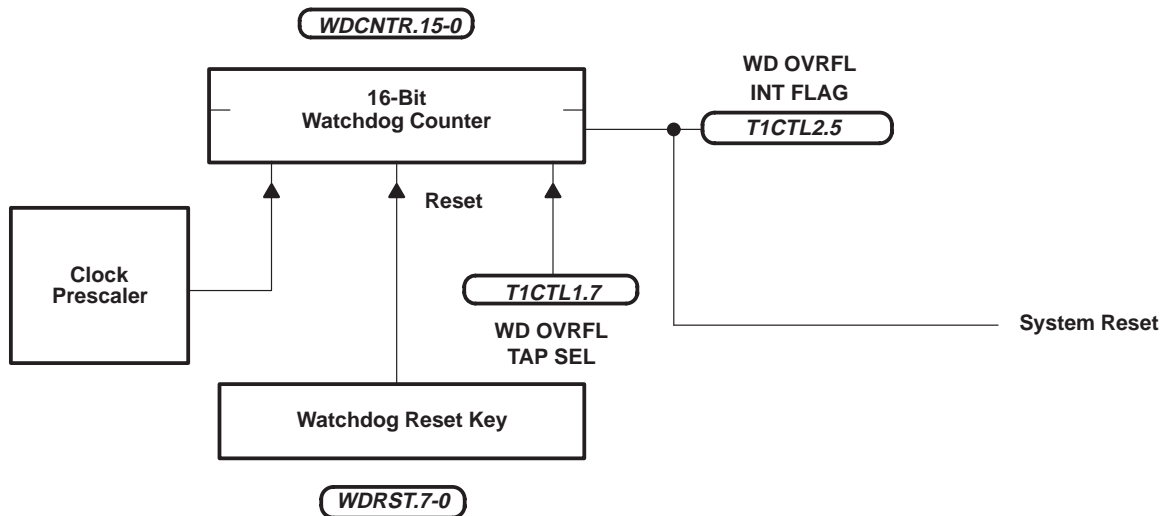 WDCNTR.15-0
16-Bit
Watchdog Counter
WD OVRFL
INT FLAG
T1CTL2.5
Reset
Clock
Prescaler
T1CTL1.7
WD OVRFL
TAP SEL
System Reset
Watchdog Reset Key
WDRST.7-0